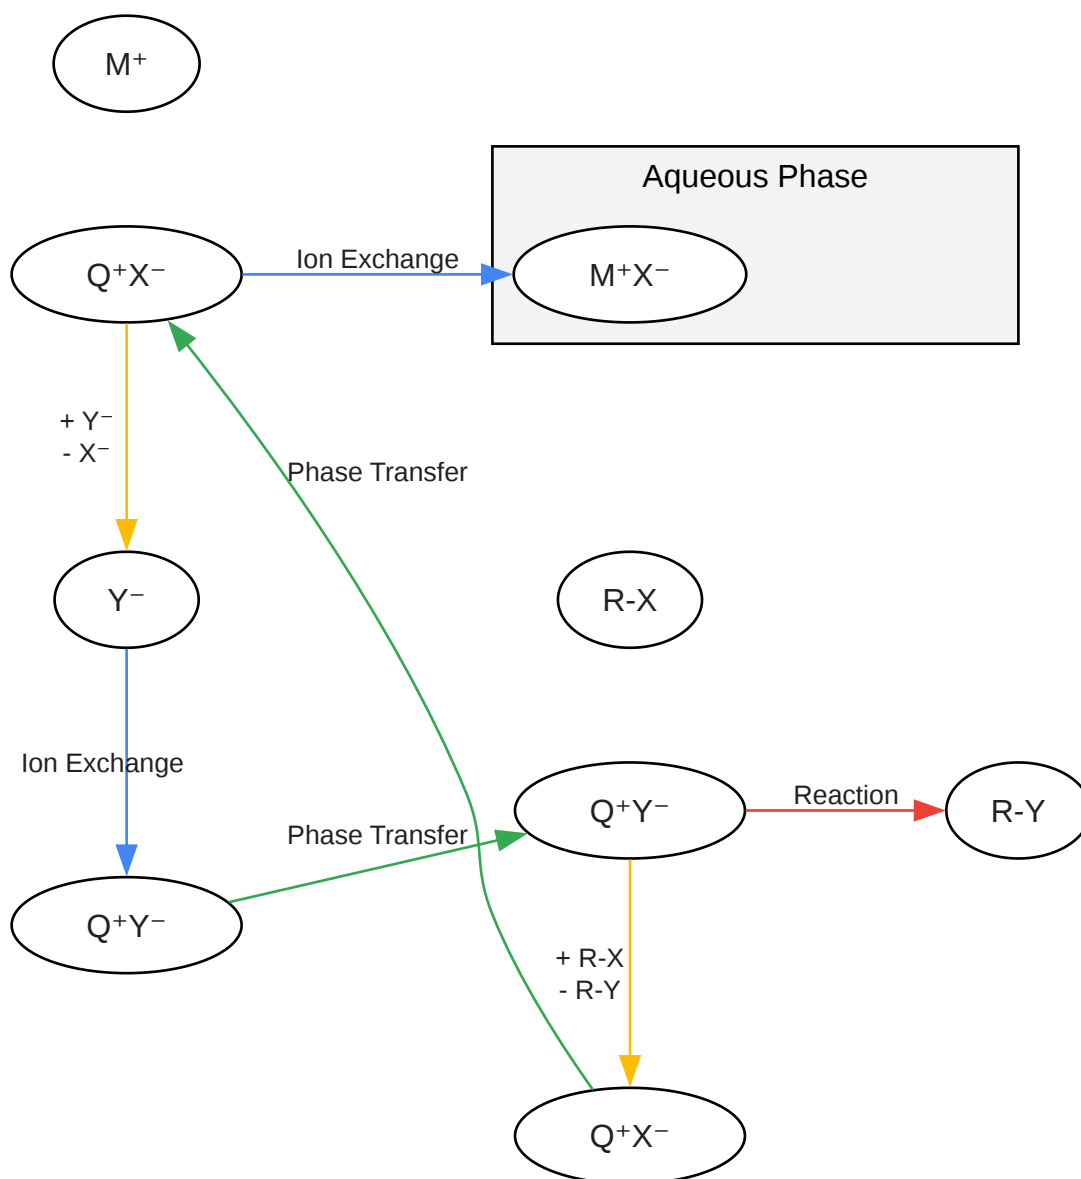 M⁺
Aqueous Phase
Q⁺X⁻
Ion Exchange
M⁺X⁻
+ Y⁻
- X⁻
Phase Transfer
Y⁻
R-X
Ion Exchange
Phase Transfer
Q⁺Y⁻
Reaction
R-Y
Q⁺Y⁻
+ R-X
- R-Y
Q⁺X⁻